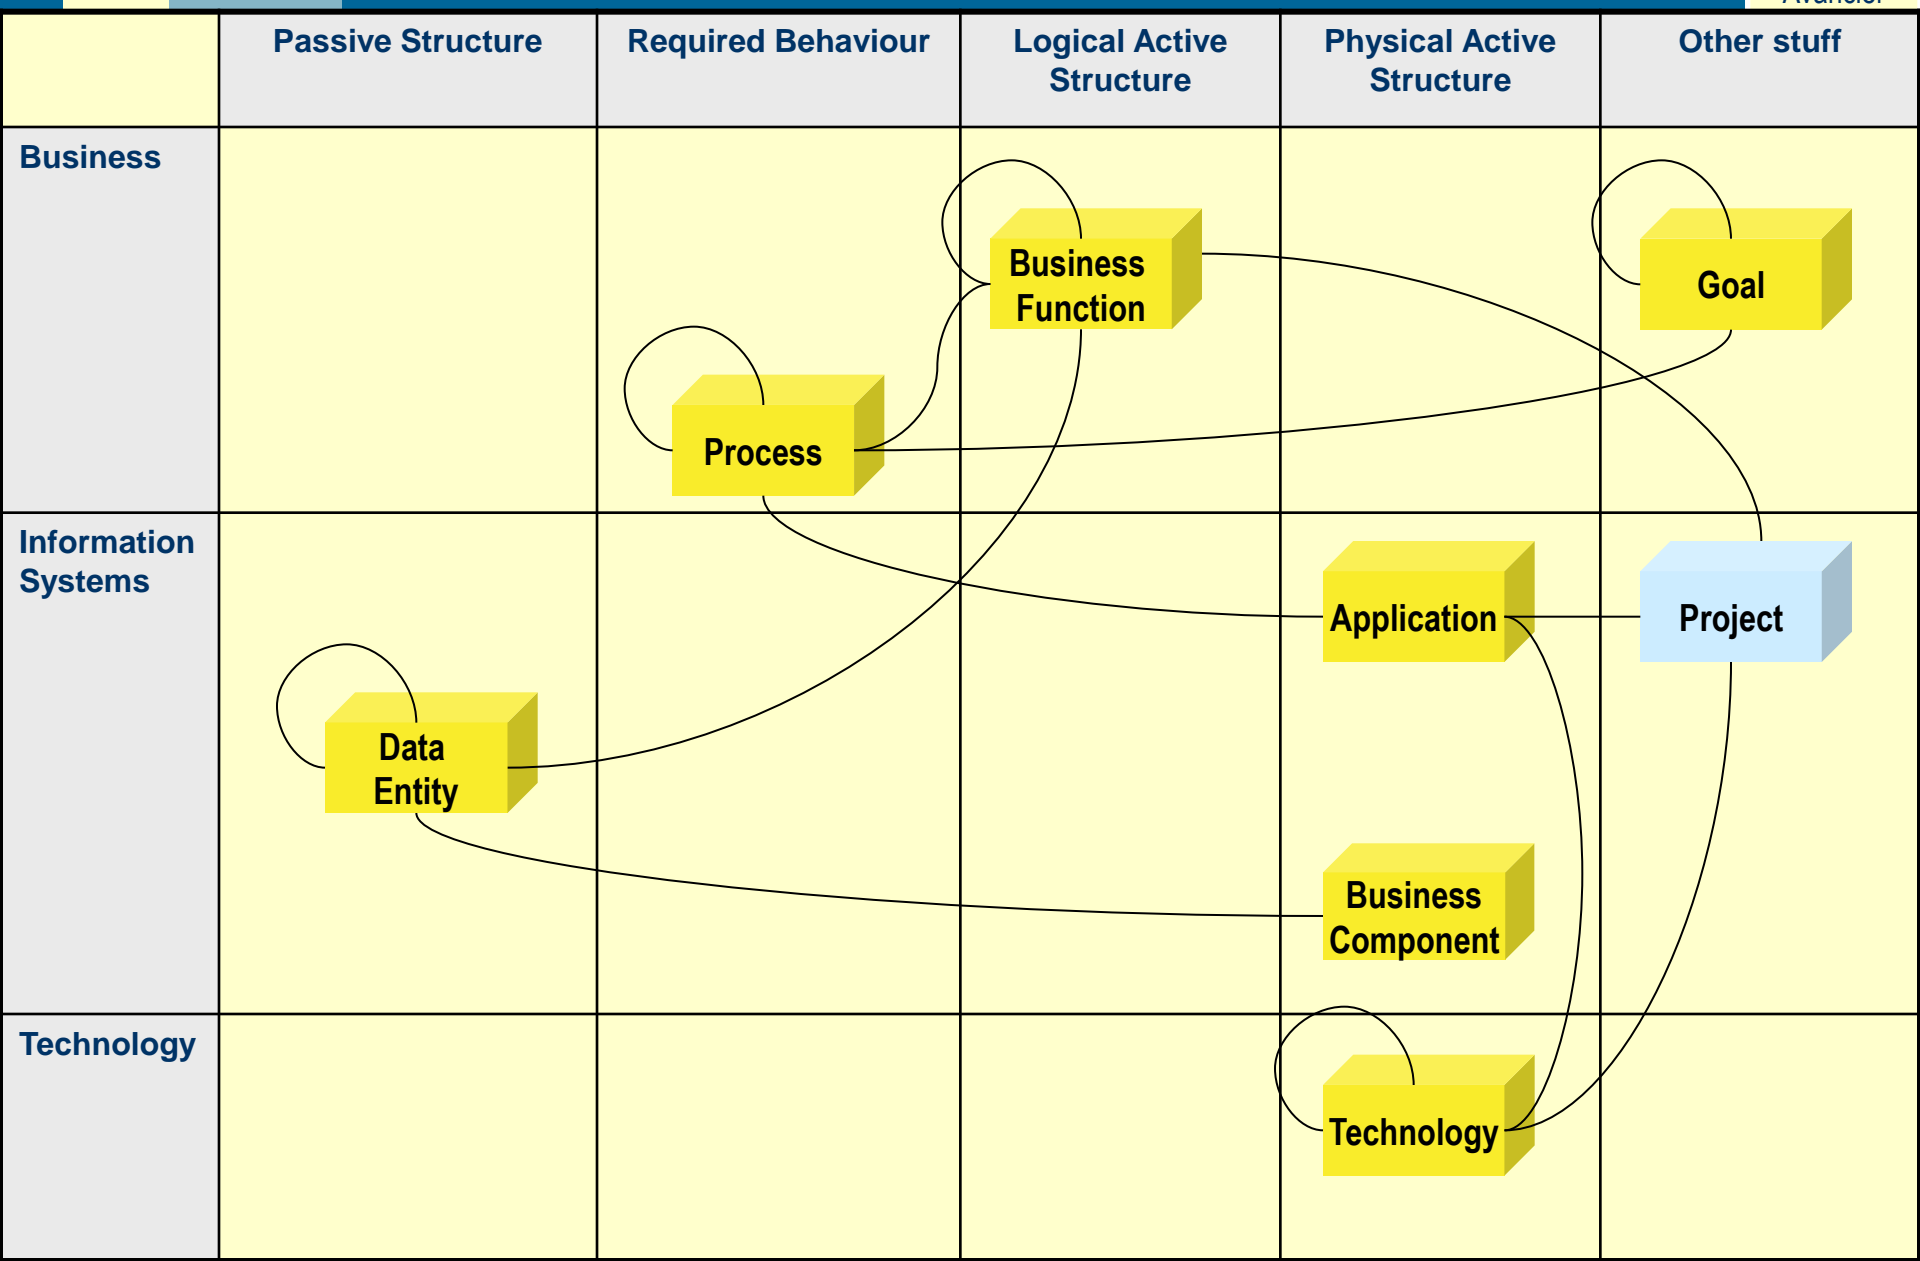 Passive Structure
Required Behaviour
Logical Active
Structure
Physical Active
Structure
Other stuff
Business
Business
Function
Goal
Process
Information
Systems
Application
Project
Data
Entity
Business
Component
Technology
Technology